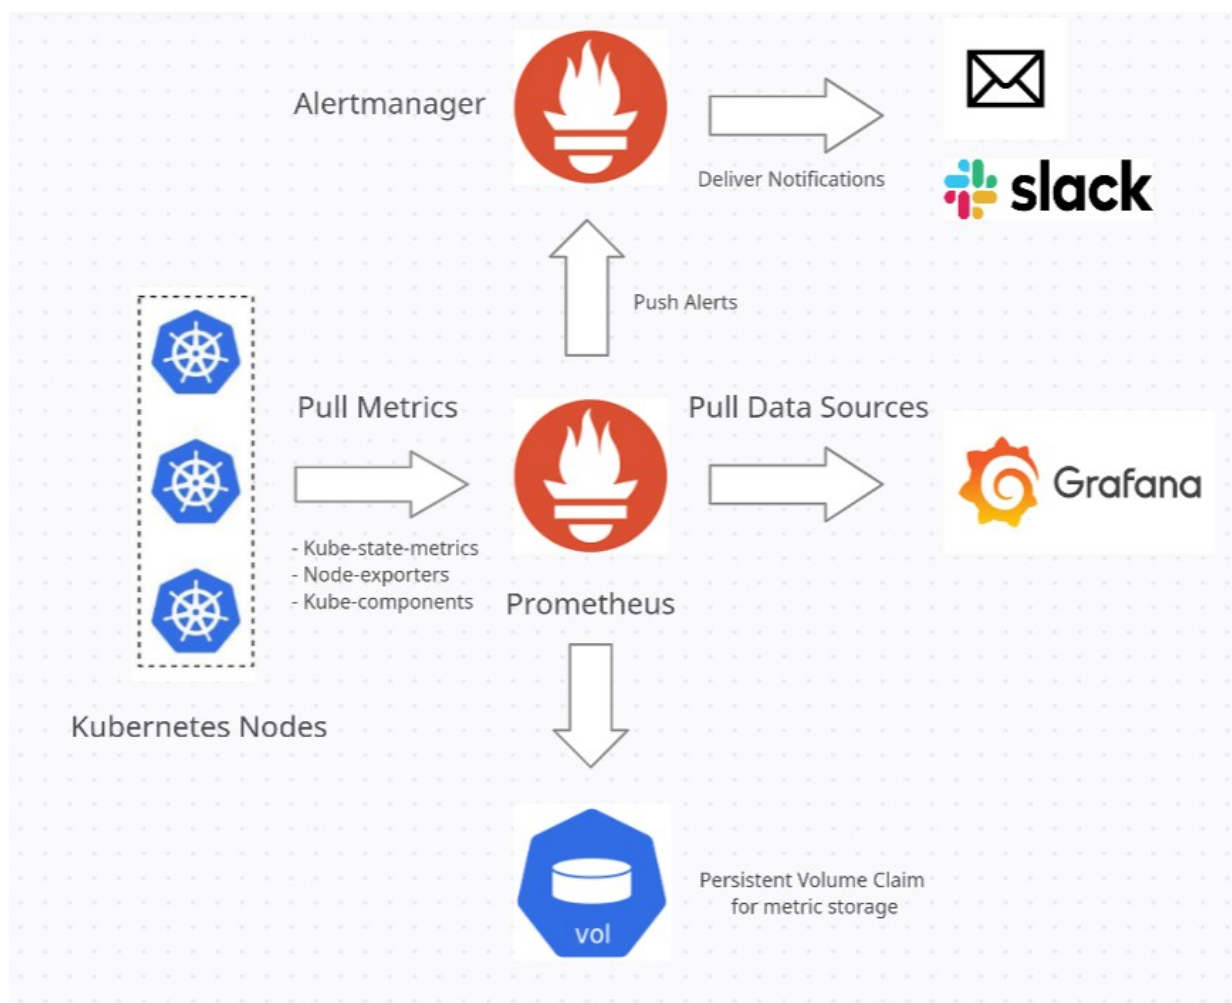 Alertmanager
Deliver Notifications
slack
Push Alerts
Pull Metrics
Pull Data Sources
Grafana
- Kube-state-metrics
- Node-exporters
- Kube-components
Prometheus
Kubernetes Nodes
vol
Persistent Volume Claim
for metric storage